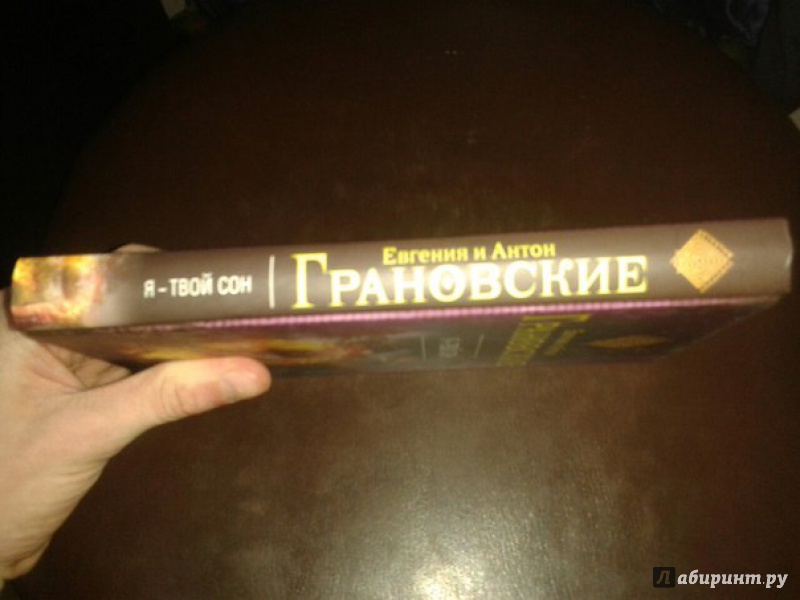 Я - ТВОЙ СОН
Евгения и Антон
ГРАНОВСКИЕ
Лабиринт.ру